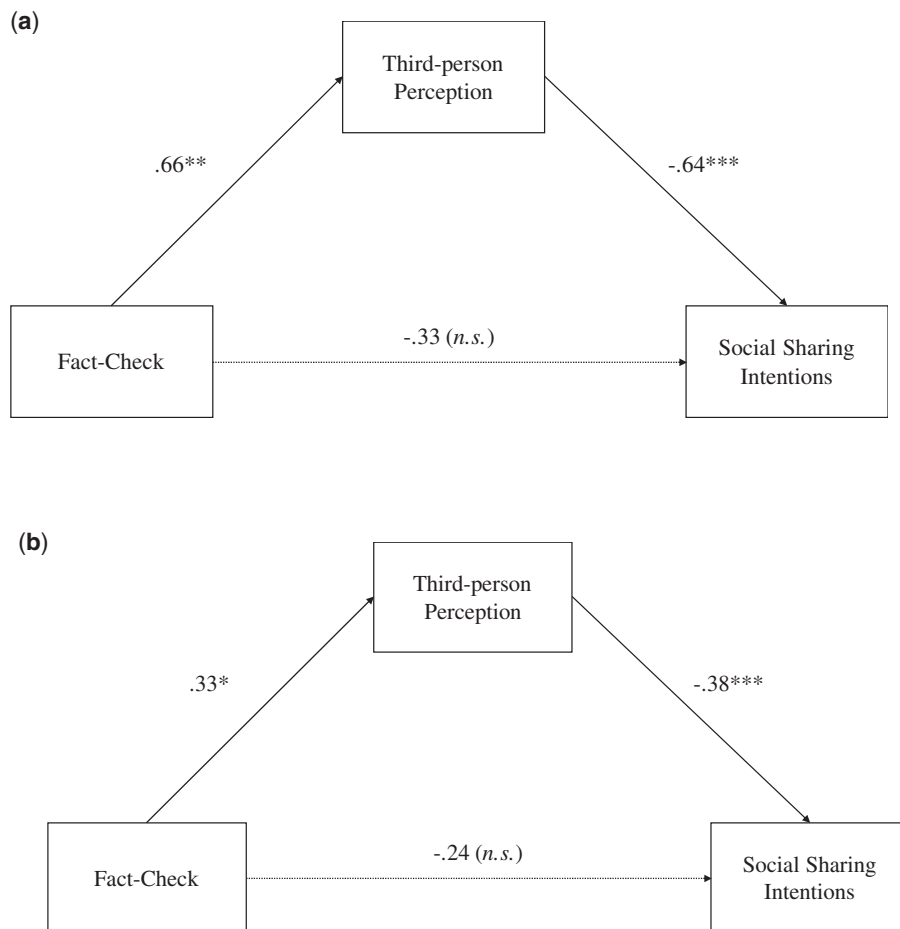 (a)
Third-person
Perception
.66**
-.64***
Fact-Check
-.33 (n.s.)
Social Sharing
Intentions
(b)
Third-person
Perception
.33*
-.38***
Fact-Check
-.24 (n.s.)
Social Sharing
Intentions